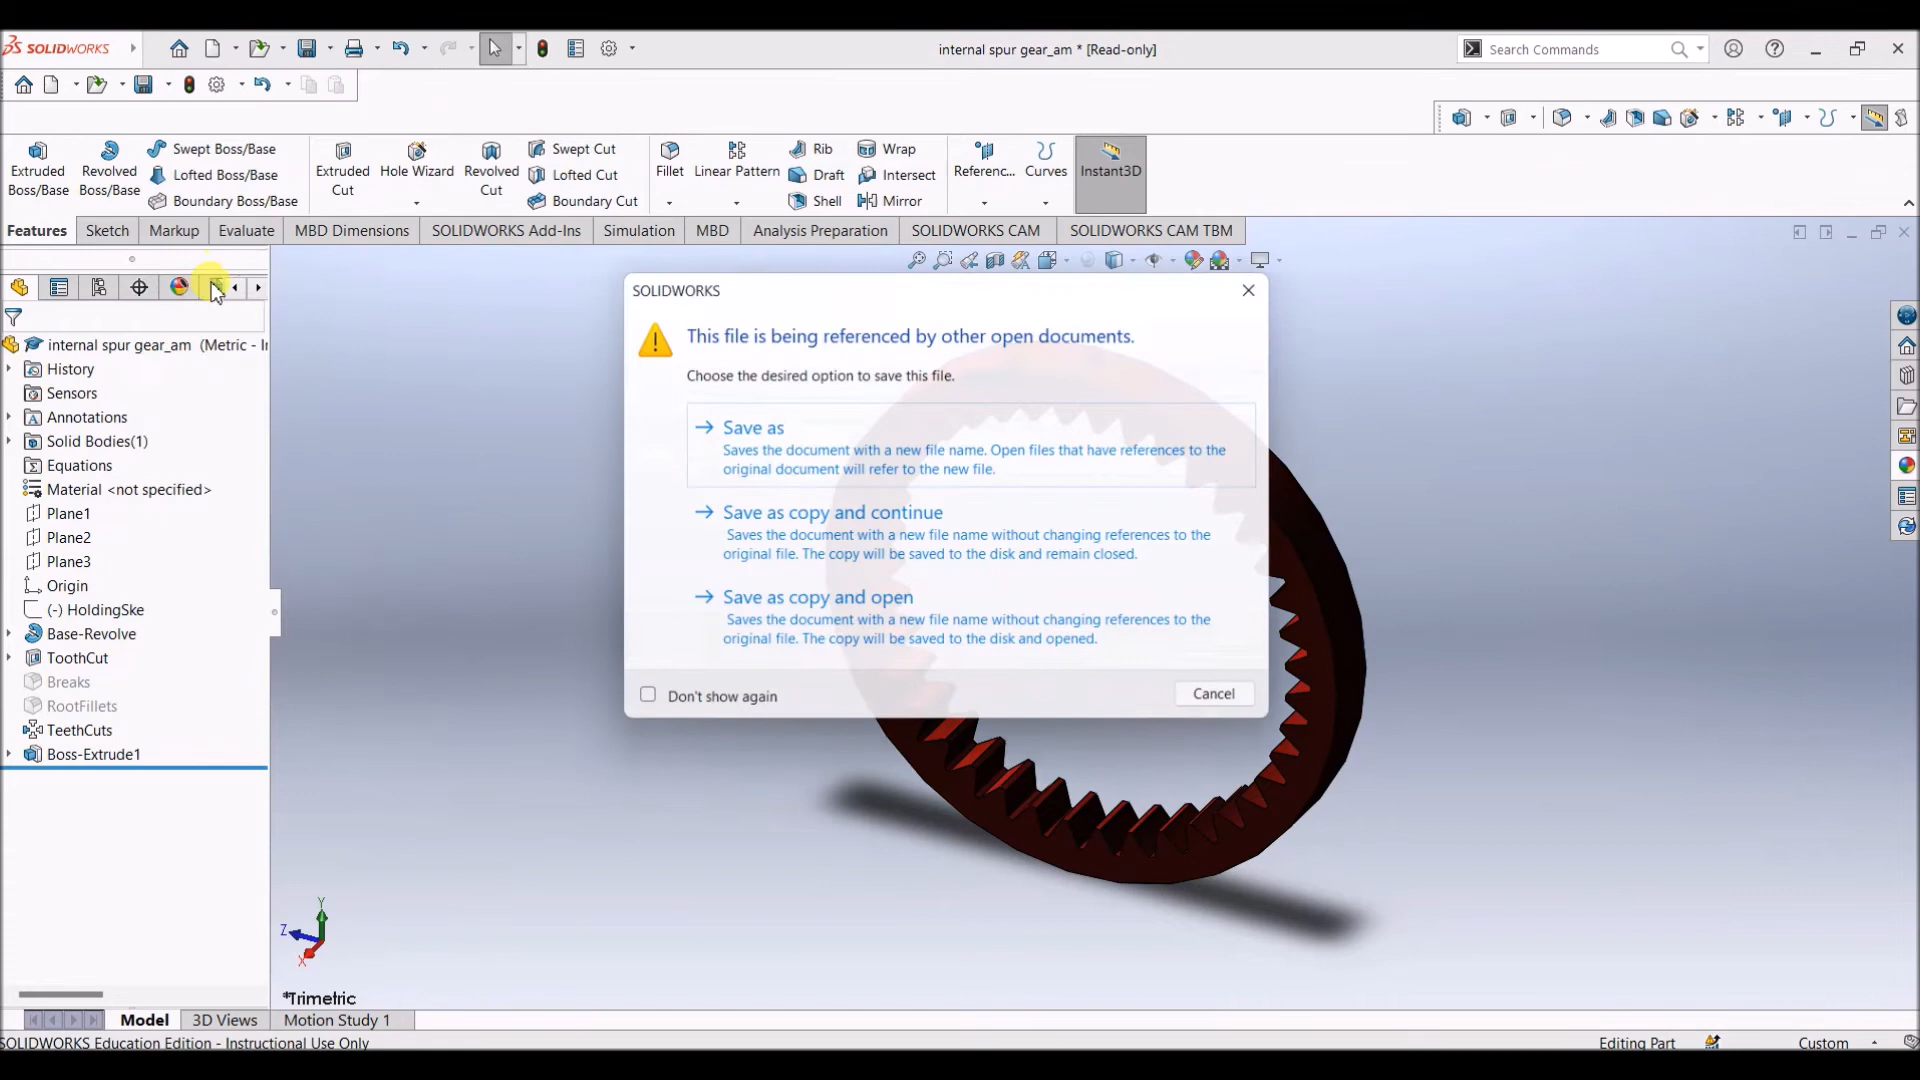 SOLIDWORKS
internal spur gear_am * [Read-only]
Search Commands
Extruded Boss/Base
Revolved Boss/Base
Swept Boss/Base
Lofted Boss/Base
Boundary Boss/Base
Extruded Cut
Hole Wizard
Revolved Cut
Swept Cut
Lofted Cut
Boundary Cut
Fillet
Linear Pattern
Rib
Draft
Shell
Wrap
Intersect
Mirror
Referenc...
Curves
Instant3D
Features
Sketch
Markup
Evaluate
MBD Dimensions
SOLIDWORKS Add-Ins
Simulation
MBD
Analysis Preparation
SOLIDWORKS CAM
SOLIDWORKS CAM TBM
internal spur gear_am (Metric - I
History
Sensors
Annotations
Solid Bodies(1)
Equations
Material <not specified>
Plane1
Plane2
Plane3
Origin
(-) HoldingSke
Base-Revolve
ToothCut
Breaks
RootFillets
TeethCuts
Boss-Extrude1
SOLIDWORKS
This file is being referenced by other open documents.
Choose the desired option to save this file.
Save as
Saves the document with a new file name. Open files that have references to the
original document will refer to the new file.
Save as copy and continue
Saves the document with a new file name without changing references to the
original file. The copy will be saved to the disk and remain closed.
Save as copy and open
Saves the document with a new file name without changing references to the
original file. The copy will be saved to the disk and opened.
Don't show again
Cancel
Y
Z
X
*Trimetric
Model
3D Views
Motion Study 1
SOLIDWORKS Education Edition - Instructional Use Only
Editing Part
Custom